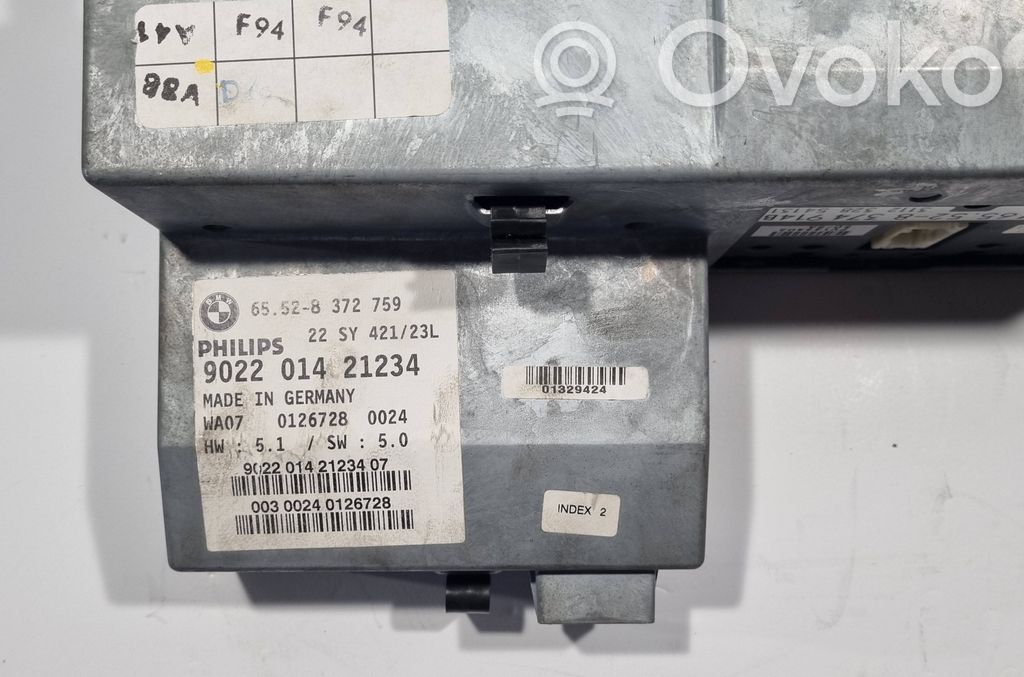 A41 F94 F94
88A
Ovoko
BMW 65.52-8 372 759
22 SY 421/23L
PHILIPS
9022 014 21234
MADE IN GERMANY
WA07 0126728 0024
HW : 5.1 / SW : 5.0
9022 014 21234 07
003 0024 0126728
01329424
INDEX 2